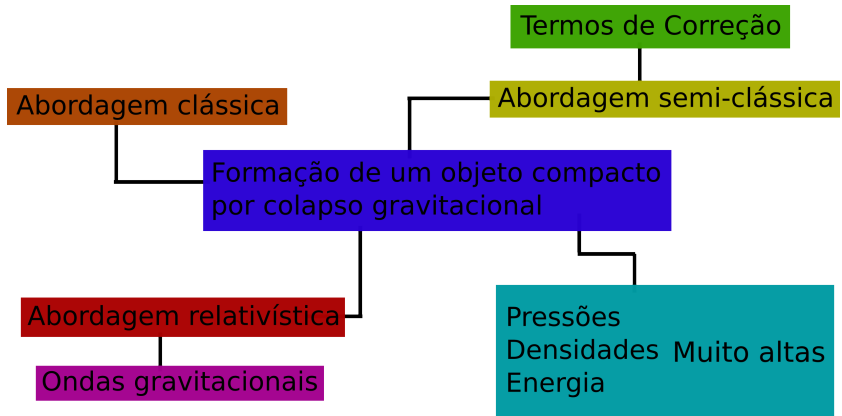 Termos de Correção
Abordagem semi-clássica
Abordagem clássica
Formação de um objeto compacto
por colapso gravitacional
Abordagem relativística
Ondas gravitacionais
Pressões
Densidades Muito altas
Energia